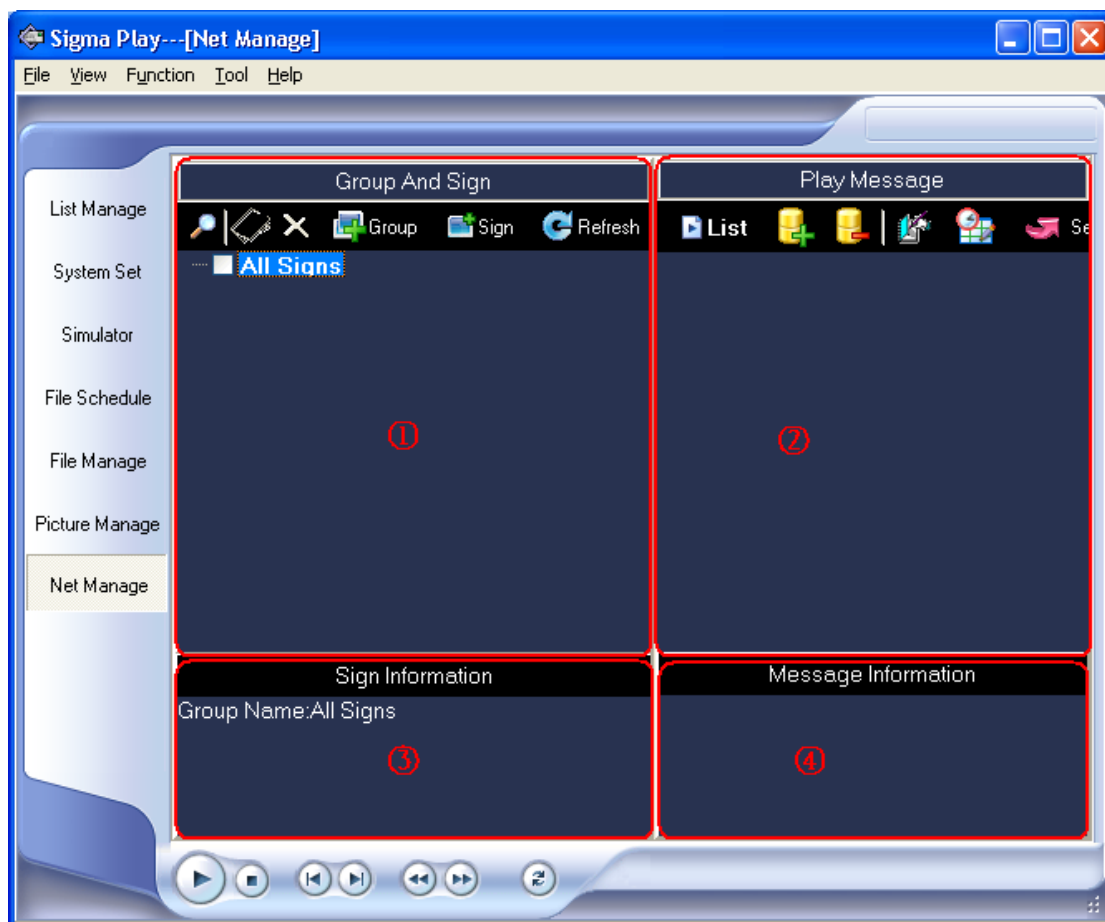 Sigma Play---[Net Manage]
File View Function Tool Help
List Manage
System Set
Simulator
File Schedule
File Manage
Picture Manage
Net Manage
Group And Sign
Group Sign Refresh
All Signs
①
Play Message
List Se
②
Sign Information
Group Name:All Signs
③
Message Information
④